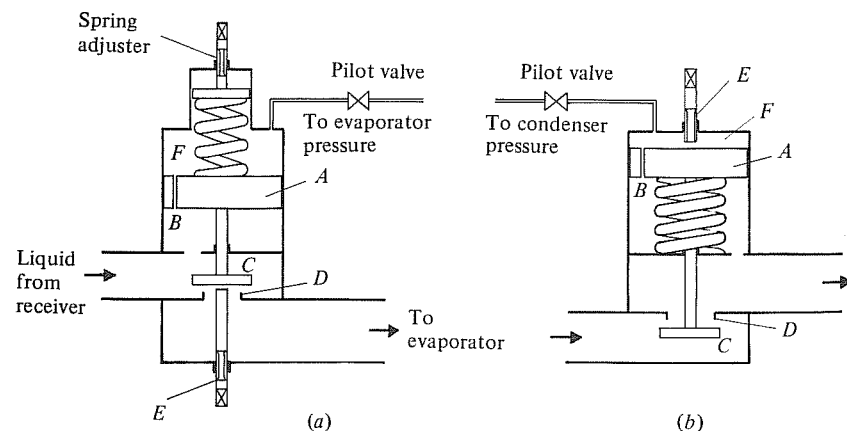 Spring
adjuster
Pilot valve
To evaporator
pressure
F
A
B
C
Liquid
from
receiver
D
To
evaporator
E
(a)
Pilot valve
To condenser
pressure
E
F
A
B
D
C
(b)